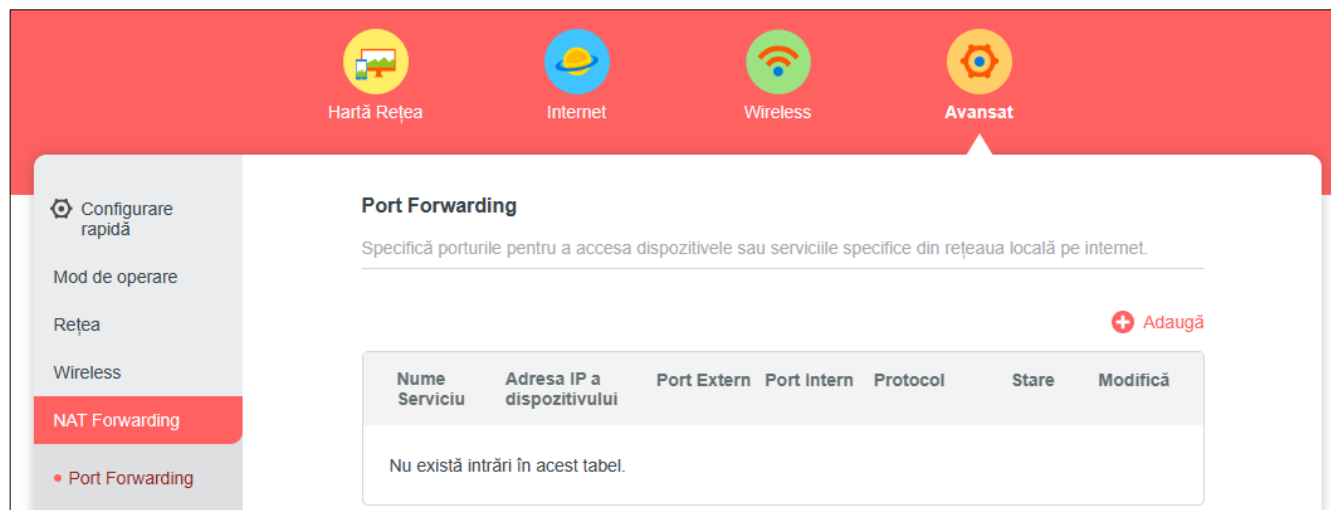 Hartă Rețea
Internet
Wireless
Avansat
Configurare
rapidă
Mod de operare
Rețea
Wireless
NAT Forwarding
Port Forwarding
Port Forwarding
Specifică porturile pentru a accesa dispozitivele sau serviciile specifice din rețeaua locală pe internet.
Adaugă
Nume
Serviciu
Adresa IP a
dispozitivului
Port Extern
Port Intern
Protocol
Stare
Modifică
Nu există intrări în acest tabel.